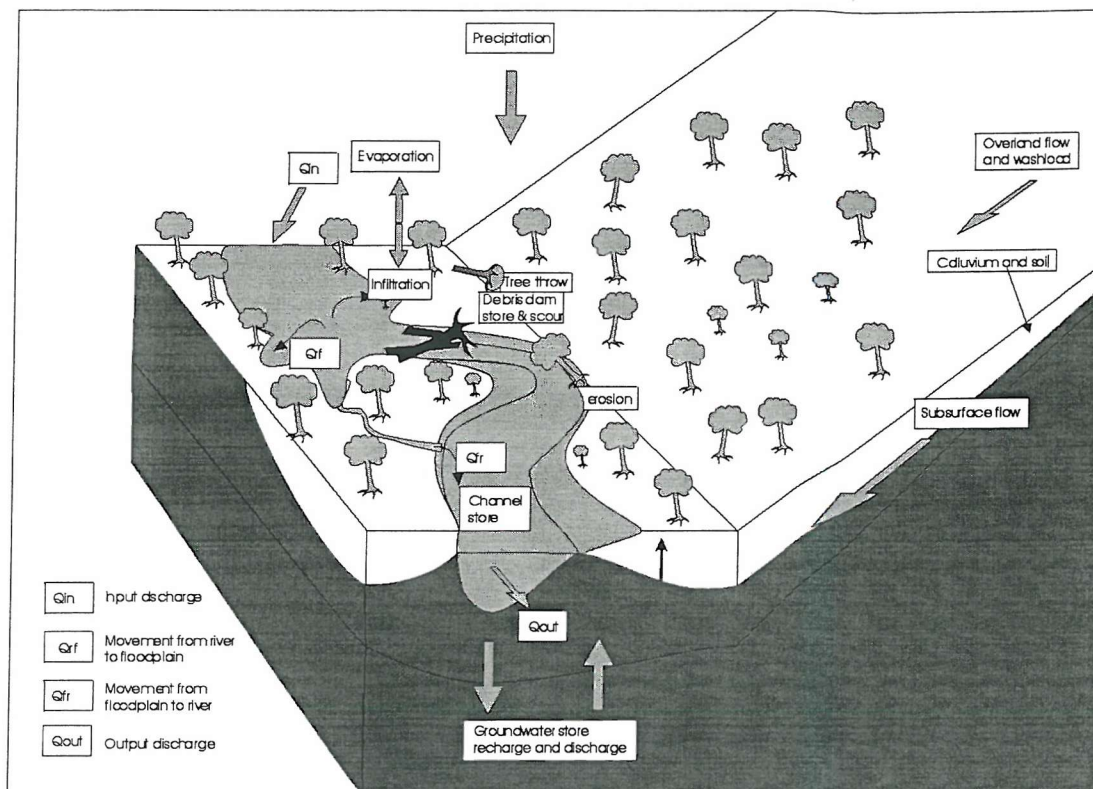 Precipitation
Evaporation
Qin
Overland flow
and washload
Colluvium and soil
Infiltration
Tree throw
Debris dam
store & scour
Qrf
erosion
Subsurface flow
Qfr
Channel
store
Qout
Groundwater store
recharge and discharge
Qin
Input discharge
Qrf
Movement from river
to floodplain
Qfr
Movement from
floodplain to river
Qout
Output discharge